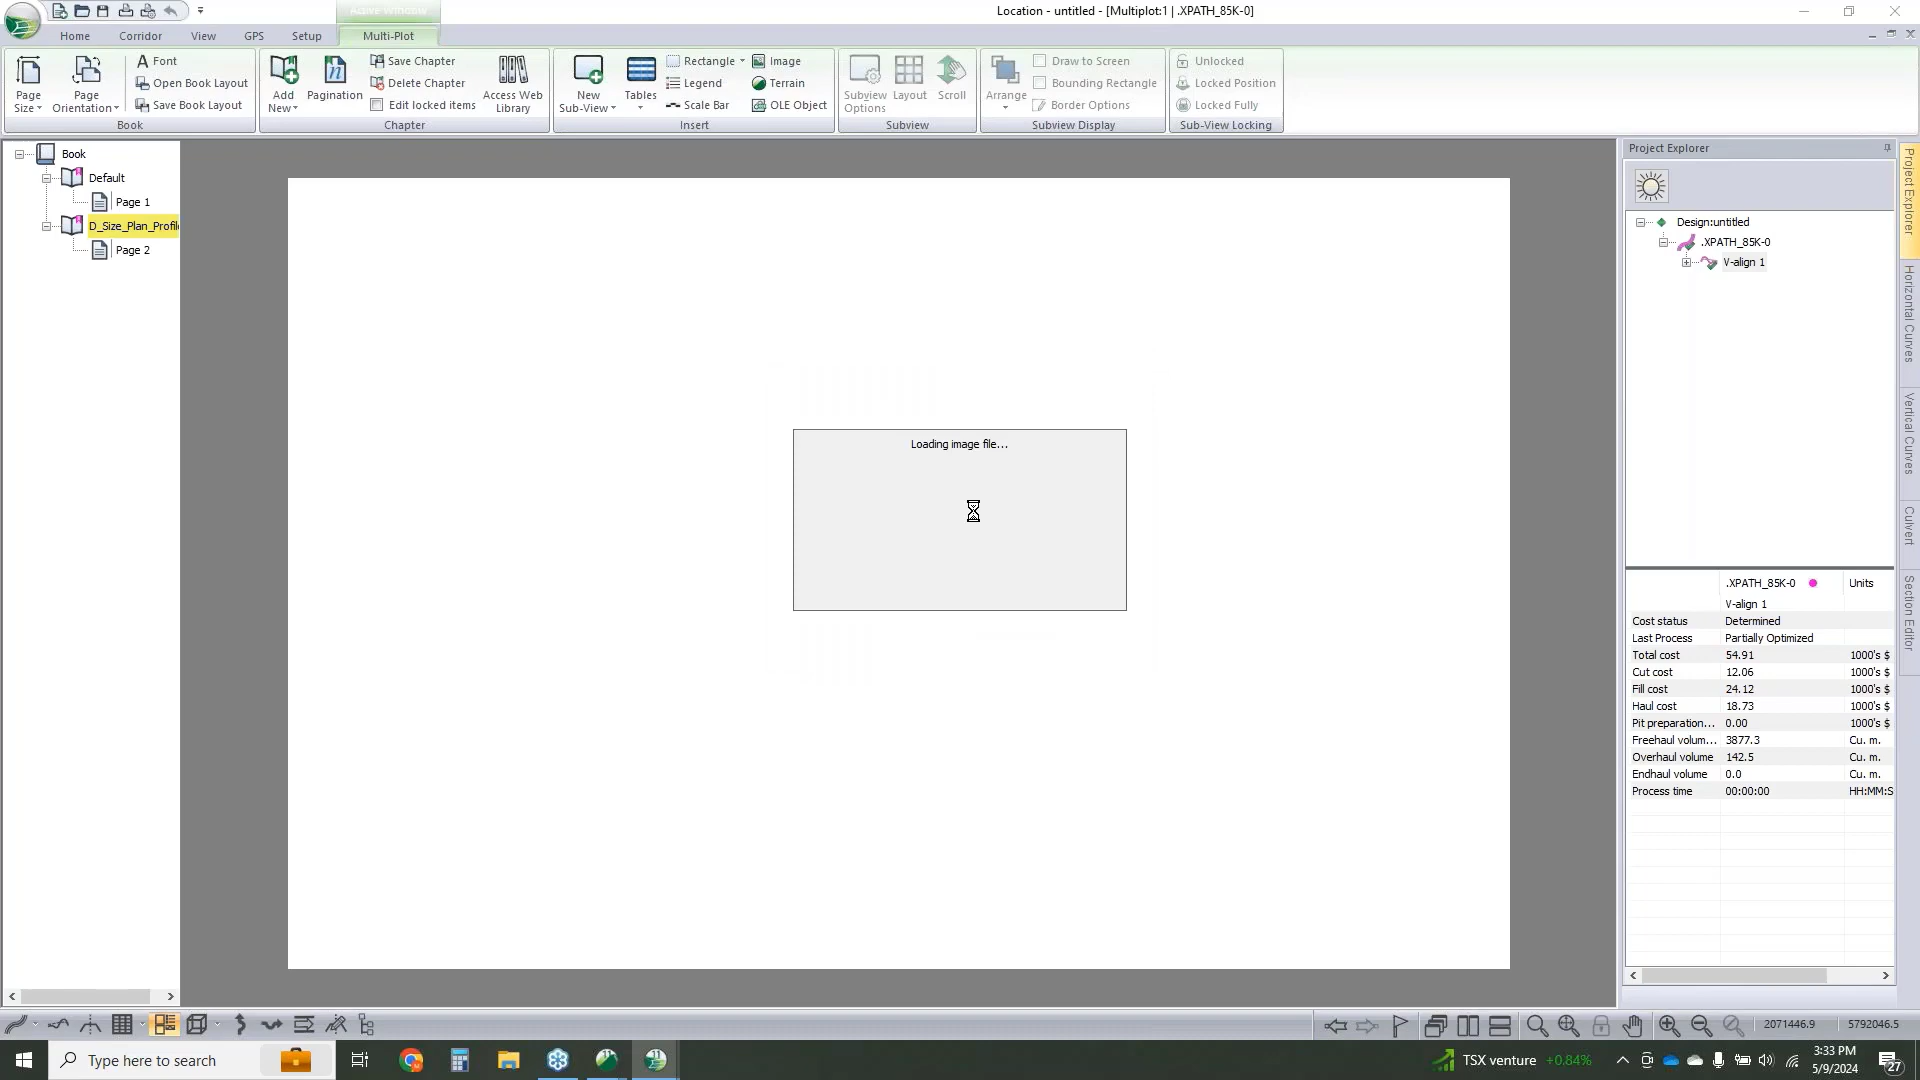 Active Window
Location - untitled - [Multiplot:1 | .XPATH_85K-0]
Home
Corridor
View
GPS
Setup
Multi-Plot
Page Size
Page Orientation
Font
Open Book Layout
Save Book Layout
Book
Add New
Pagination
Save Chapter
Delete Chapter
Edit locked items
Access Web Library
Chapter
New Sub-View
Tables
Rectangle
Legend
Scale Bar
Image
Terrain
OLE Object
Insert
Subview Options
Layout
Scroll
Subview
Arrange
Draw to Screen
Bounding Rectangle
Border Options
Subview Display
Unlocked
Locked Position
Locked Fully
Sub-View Locking
Book
Default
Page 1
D_Size_Plan_Profil
Page 2
Loading image file...
Project Explorer
Design:untitled
.XPATH_85K-0
V-align 1
.XPATH_85K-0 Units
V-align 1
Cost status Determined
Last Process Partially Optimized
Total cost 54.91 1000's $
Cut cost 12.06 1000's $
Fill cost 24.12 1000's $
Haul cost 18.73 1000's $
Pit preparation... 0.00 1000's $
Freehaul volum... 3877.3 Cu. m.
Overhaul volume 142.5 Cu. m.
Endhaul volume 0.0 Cu. m.
Process time 00:00:00 HH:MM:S
Project Explorer
Horizontal Curves
Vertical Curves
Culvert
Section Editor
2071446.9 5792046.5
Type here to search
TSX venture +0.84%
3:33 PM
5/9/2024
27